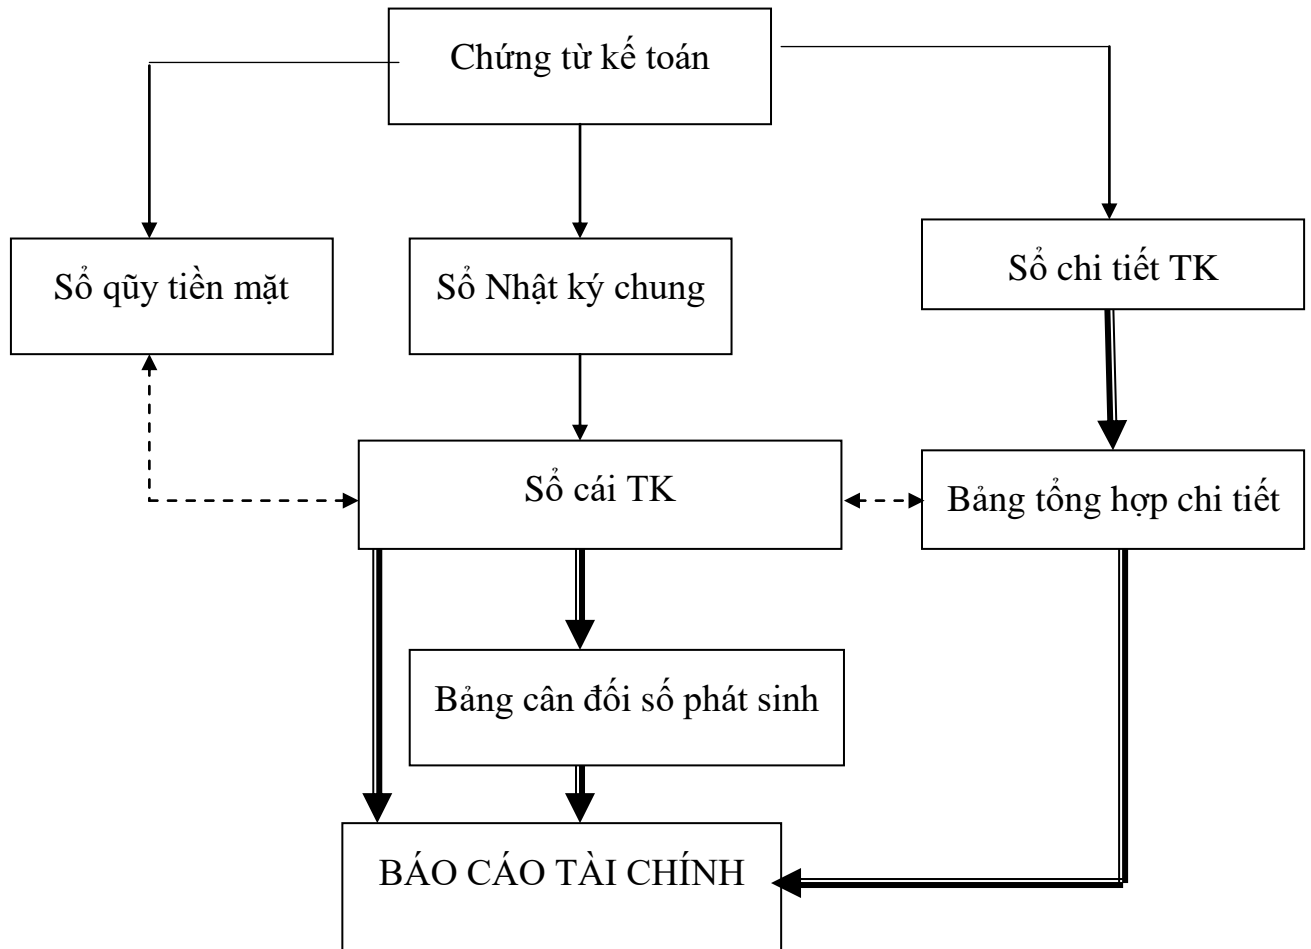 Chứng từ kế toán
Sổ qũy tiền mặt
Sổ Nhật ký chung
Sổ chi tiết TK
Sổ cái TK
Bảng tổng hợp chi tiết
Bảng cân đối số phát sinh
BÁO CÁO TÀI CHÍNH